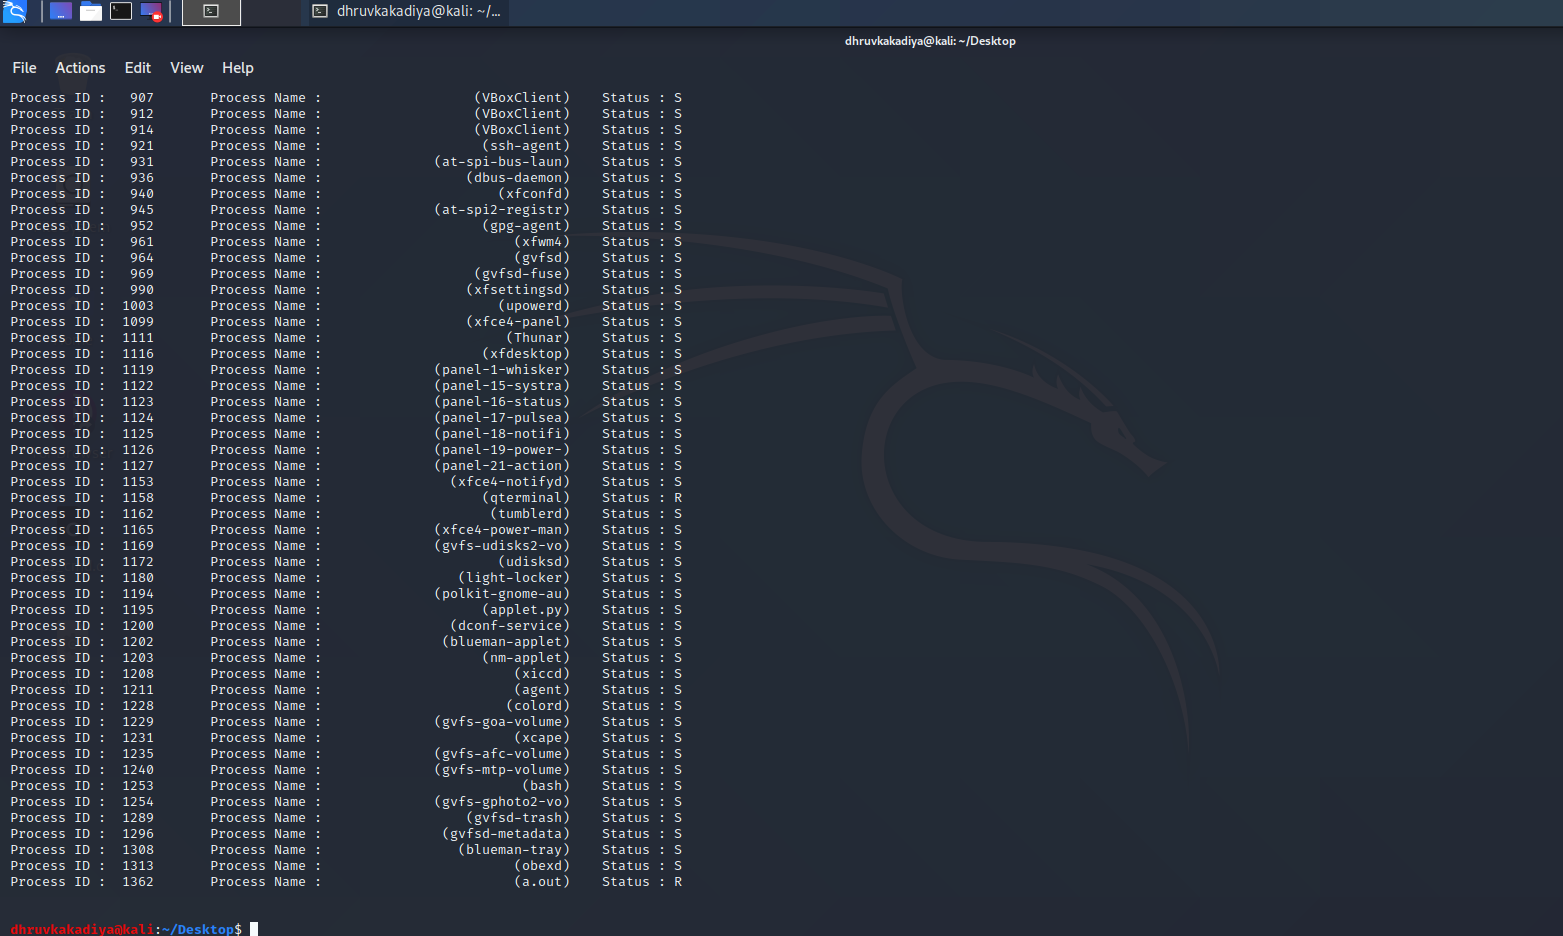 dhruvkakadiya@kali: ~/...
dhruvkakadiya@kali: ~/Desktop
File Actions Edit View Help
Process ID : 907 Process Name : (VBoxClient) Status : S
Process ID : 912 Process Name : (VBoxClient) Status : S
Process ID : 914 Process Name : (VBoxClient) Status : S
Process ID : 921 Process Name : (ssh-agent) Status : S
Process ID : 931 Process Name : (at-spi-bus-laun) Status : S
Process ID : 936 Process Name : (dbus-daemon) Status : S
Process ID : 940 Process Name : (xfconfd) Status : S
Process ID : 945 Process Name : (at-spi2-registr) Status : S
Process ID : 952 Process Name : (gpg-agent) Status : S
Process ID : 961 Process Name : (xfwm4) Status : S
Process ID : 964 Process Name : (gvfsd) Status : S
Process ID : 969 Process Name : (gvfsd-fuse) Status : S
Process ID : 990 Process Name : (xfsettingsd) Status : S
Process ID : 1003 Process Name : (upowerd) Status : S
Process ID : 1099 Process Name : (xfce4-panel) Status : S
Process ID : 1111 Process Name : (Thunar) Status : S
Process ID : 1116 Process Name : (xfdesktop) Status : S
Process ID : 1119 Process Name : (panel-1-whisker) Status : S
Process ID : 1122 Process Name : (panel-15-systra) Status : S
Process ID : 1123 Process Name : (panel-16-status) Status : S
Process ID : 1124 Process Name : (panel-17-pulsea) Status : S
Process ID : 1125 Process Name : (panel-18-notifi) Status : S
Process ID : 1126 Process Name : (panel-19-power-) Status : S
Process ID : 1127 Process Name : (panel-21-action) Status : S
Process ID : 1153 Process Name : (xfce4-notifyd) Status : S
Process ID : 1158 Process Name : (qterminal) Status : R
Process ID : 1162 Process Name : (tumblerd) Status : S
Process ID : 1165 Process Name : (xfce4-power-man) Status : S
Process ID : 1169 Process Name : (gvfs-udisks2-vo) Status : S
Process ID : 1172 Process Name : (udisksd) Status : S
Process ID : 1180 Process Name : (light-locker) Status : S
Process ID : 1194 Process Name : (polkit-gnome-au) Status : S
Process ID : 1195 Process Name : (applet.py) Status : S
Process ID : 1200 Process Name : (dconf-service) Status : S
Process ID : 1202 Process Name : (blueman-applet) Status : S
Process ID : 1203 Process Name : (nm-applet) Status : S
Process ID : 1208 Process Name : (xiccd) Status : S
Process ID : 1211 Process Name : (agent) Status : S
Process ID : 1228 Process Name : (colord) Status : S
Process ID : 1229 Process Name : (gvfs-goa-volume) Status : S
Process ID : 1231 Process Name : (xcape) Status : S
Process ID : 1235 Process Name : (gvfs-afc-volume) Status : S
Process ID : 1240 Process Name : (gvfs-mtp-volume) Status : S
Process ID : 1253 Process Name : (bash) Status : S
Process ID : 1254 Process Name : (gvfs-gphoto2-vo) Status : S
Process ID : 1289 Process Name : (gvfsd-trash) Status : S
Process ID : 1296 Process Name : (gvfsd-metadata) Status : S
Process ID : 1308 Process Name : (blueman-tray) Status : S
Process ID : 1313 Process Name : (obexd) Status : S
Process ID : 1362 Process Name : (a.out) Status : R
dhruvkakadiya@kali:~/Desktop$